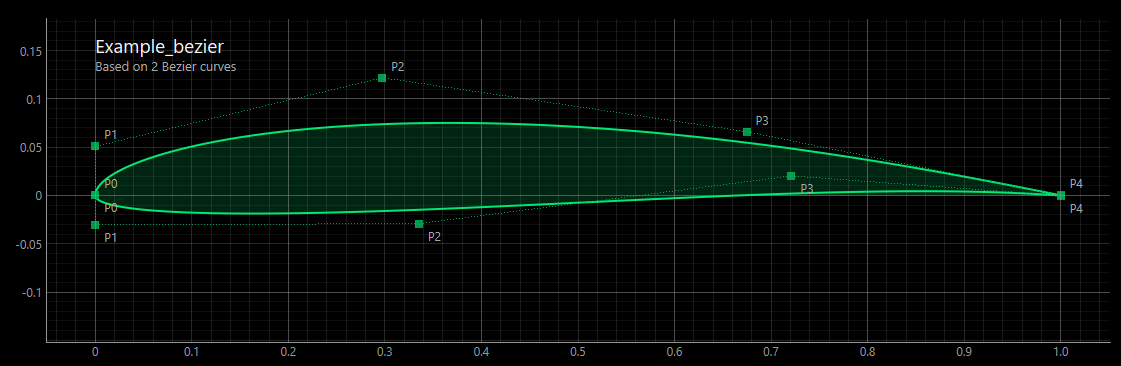 Example_bezier
Based on 2 Bezier curves
0.15
0.1
0.05
0
-0.05
-0.1
P1
P2
P3
P0
P4
P0
P3
P4
P1
P2
0
0.1
0.2
0.3
0.4
0.5
0.6
0.7
0.8
0.9
1.0